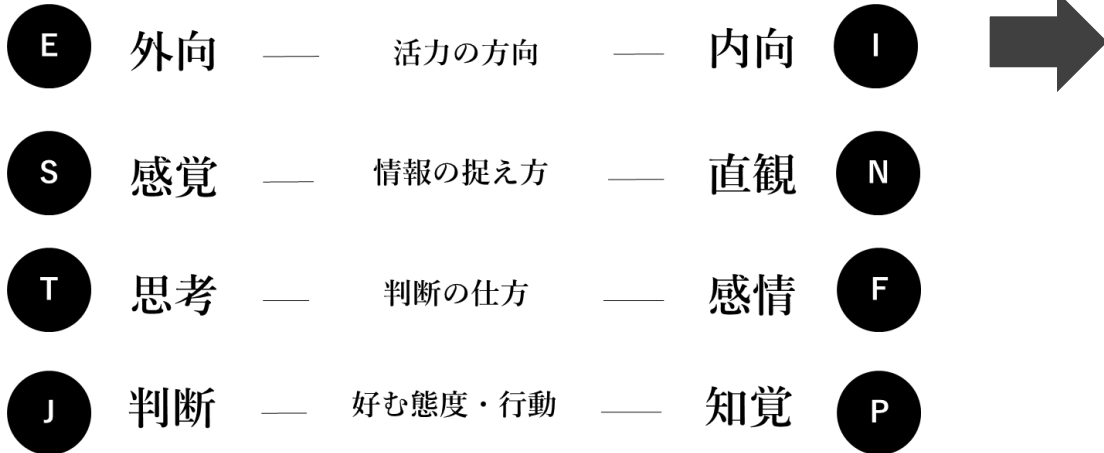 E 外向 活力の方向 内向 I
S 感覚 情報の捉え方 直観 N
T 思考 判断の仕方 感情 F
J 判断 好む態度・行動 知覚 P